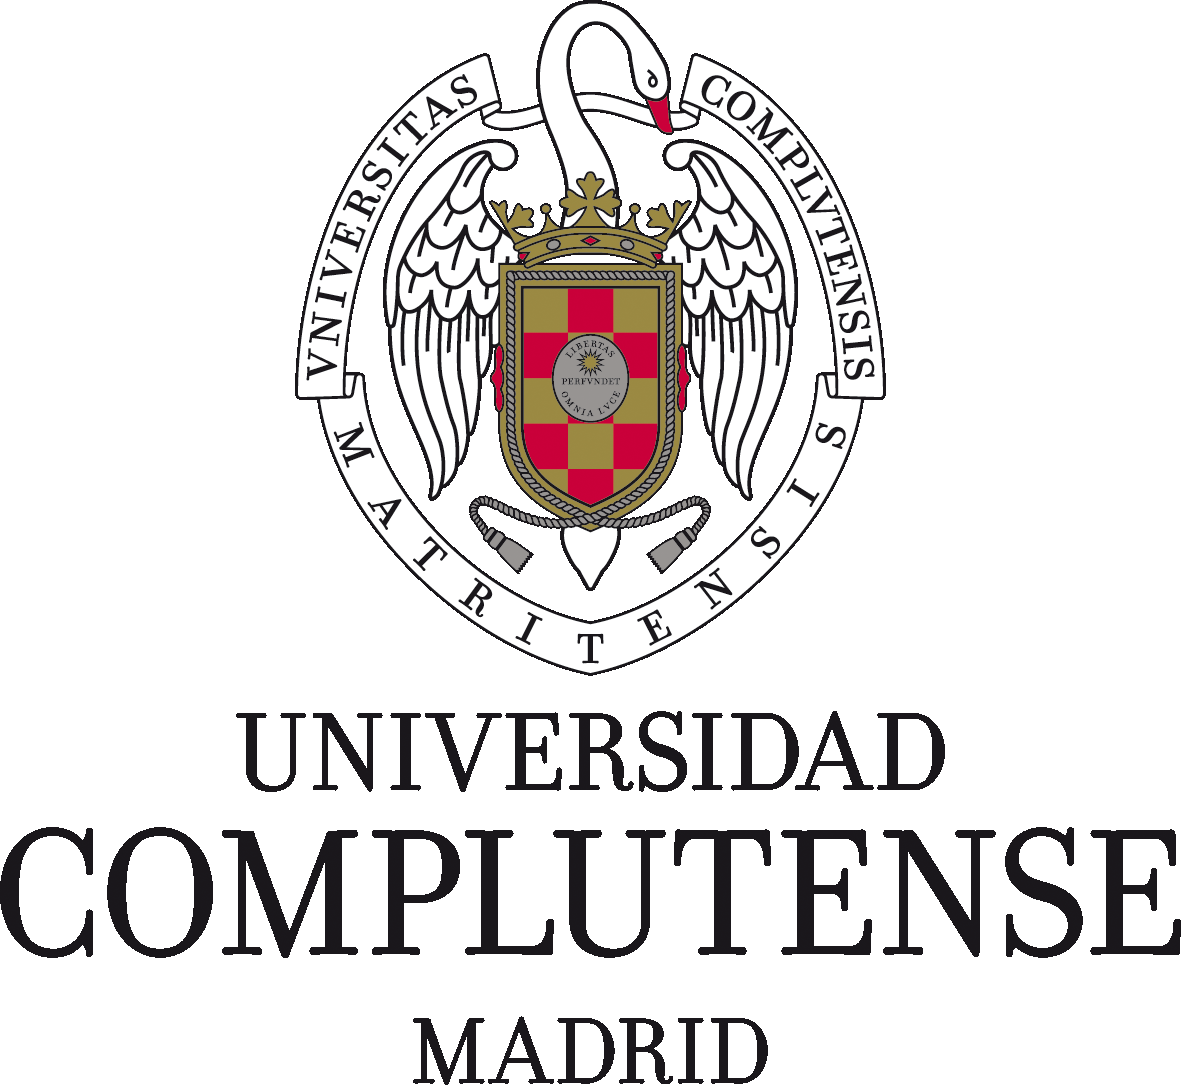 VNIVERSITAS
COMPLVTENSIS
MATRITENSIS
LIBERTAS
PERFVNDET
OMNIA LVCE
UNIVERSIDAD
COMPLUTENSE
MADRID